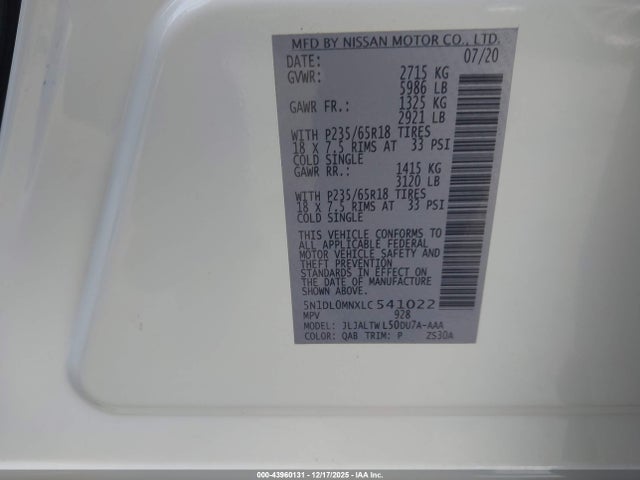 MFD BY NISSAN MOTOR CO., LTD.
DATE: 07/20
GVWR: 2715 KG
5986 LB
GAWR FR.: 1325 KG
2921 LB
WITH P235/65R18 TIRES
18 X 7.5 RIMS AT 33 PSI
COLD SINGLE
GAWR RR.: 1415 KG
3120 LB
WITH P235/65R18 TIRES
18 X 7.5 RIMS AT 33 PSI
COLD SINGLE
THIS VEHICLE CONFORMS TO
ALL APPLICABLE FEDERAL
MOTOR VEHICLE SAFETY AND
THEFT PREVENTION
STANDARDS IN EFFECT ON
THE DATE OF MANUFACTURE
SHOWN ABOVE.
5N1DL0MNXLC541022
MPV 928
MODEL: JLJALTWL50DU7A-AAA
COLOR: QAB TRIM: P ZS30A
000-43960131 - 12/17/2025 - IAA Inc.